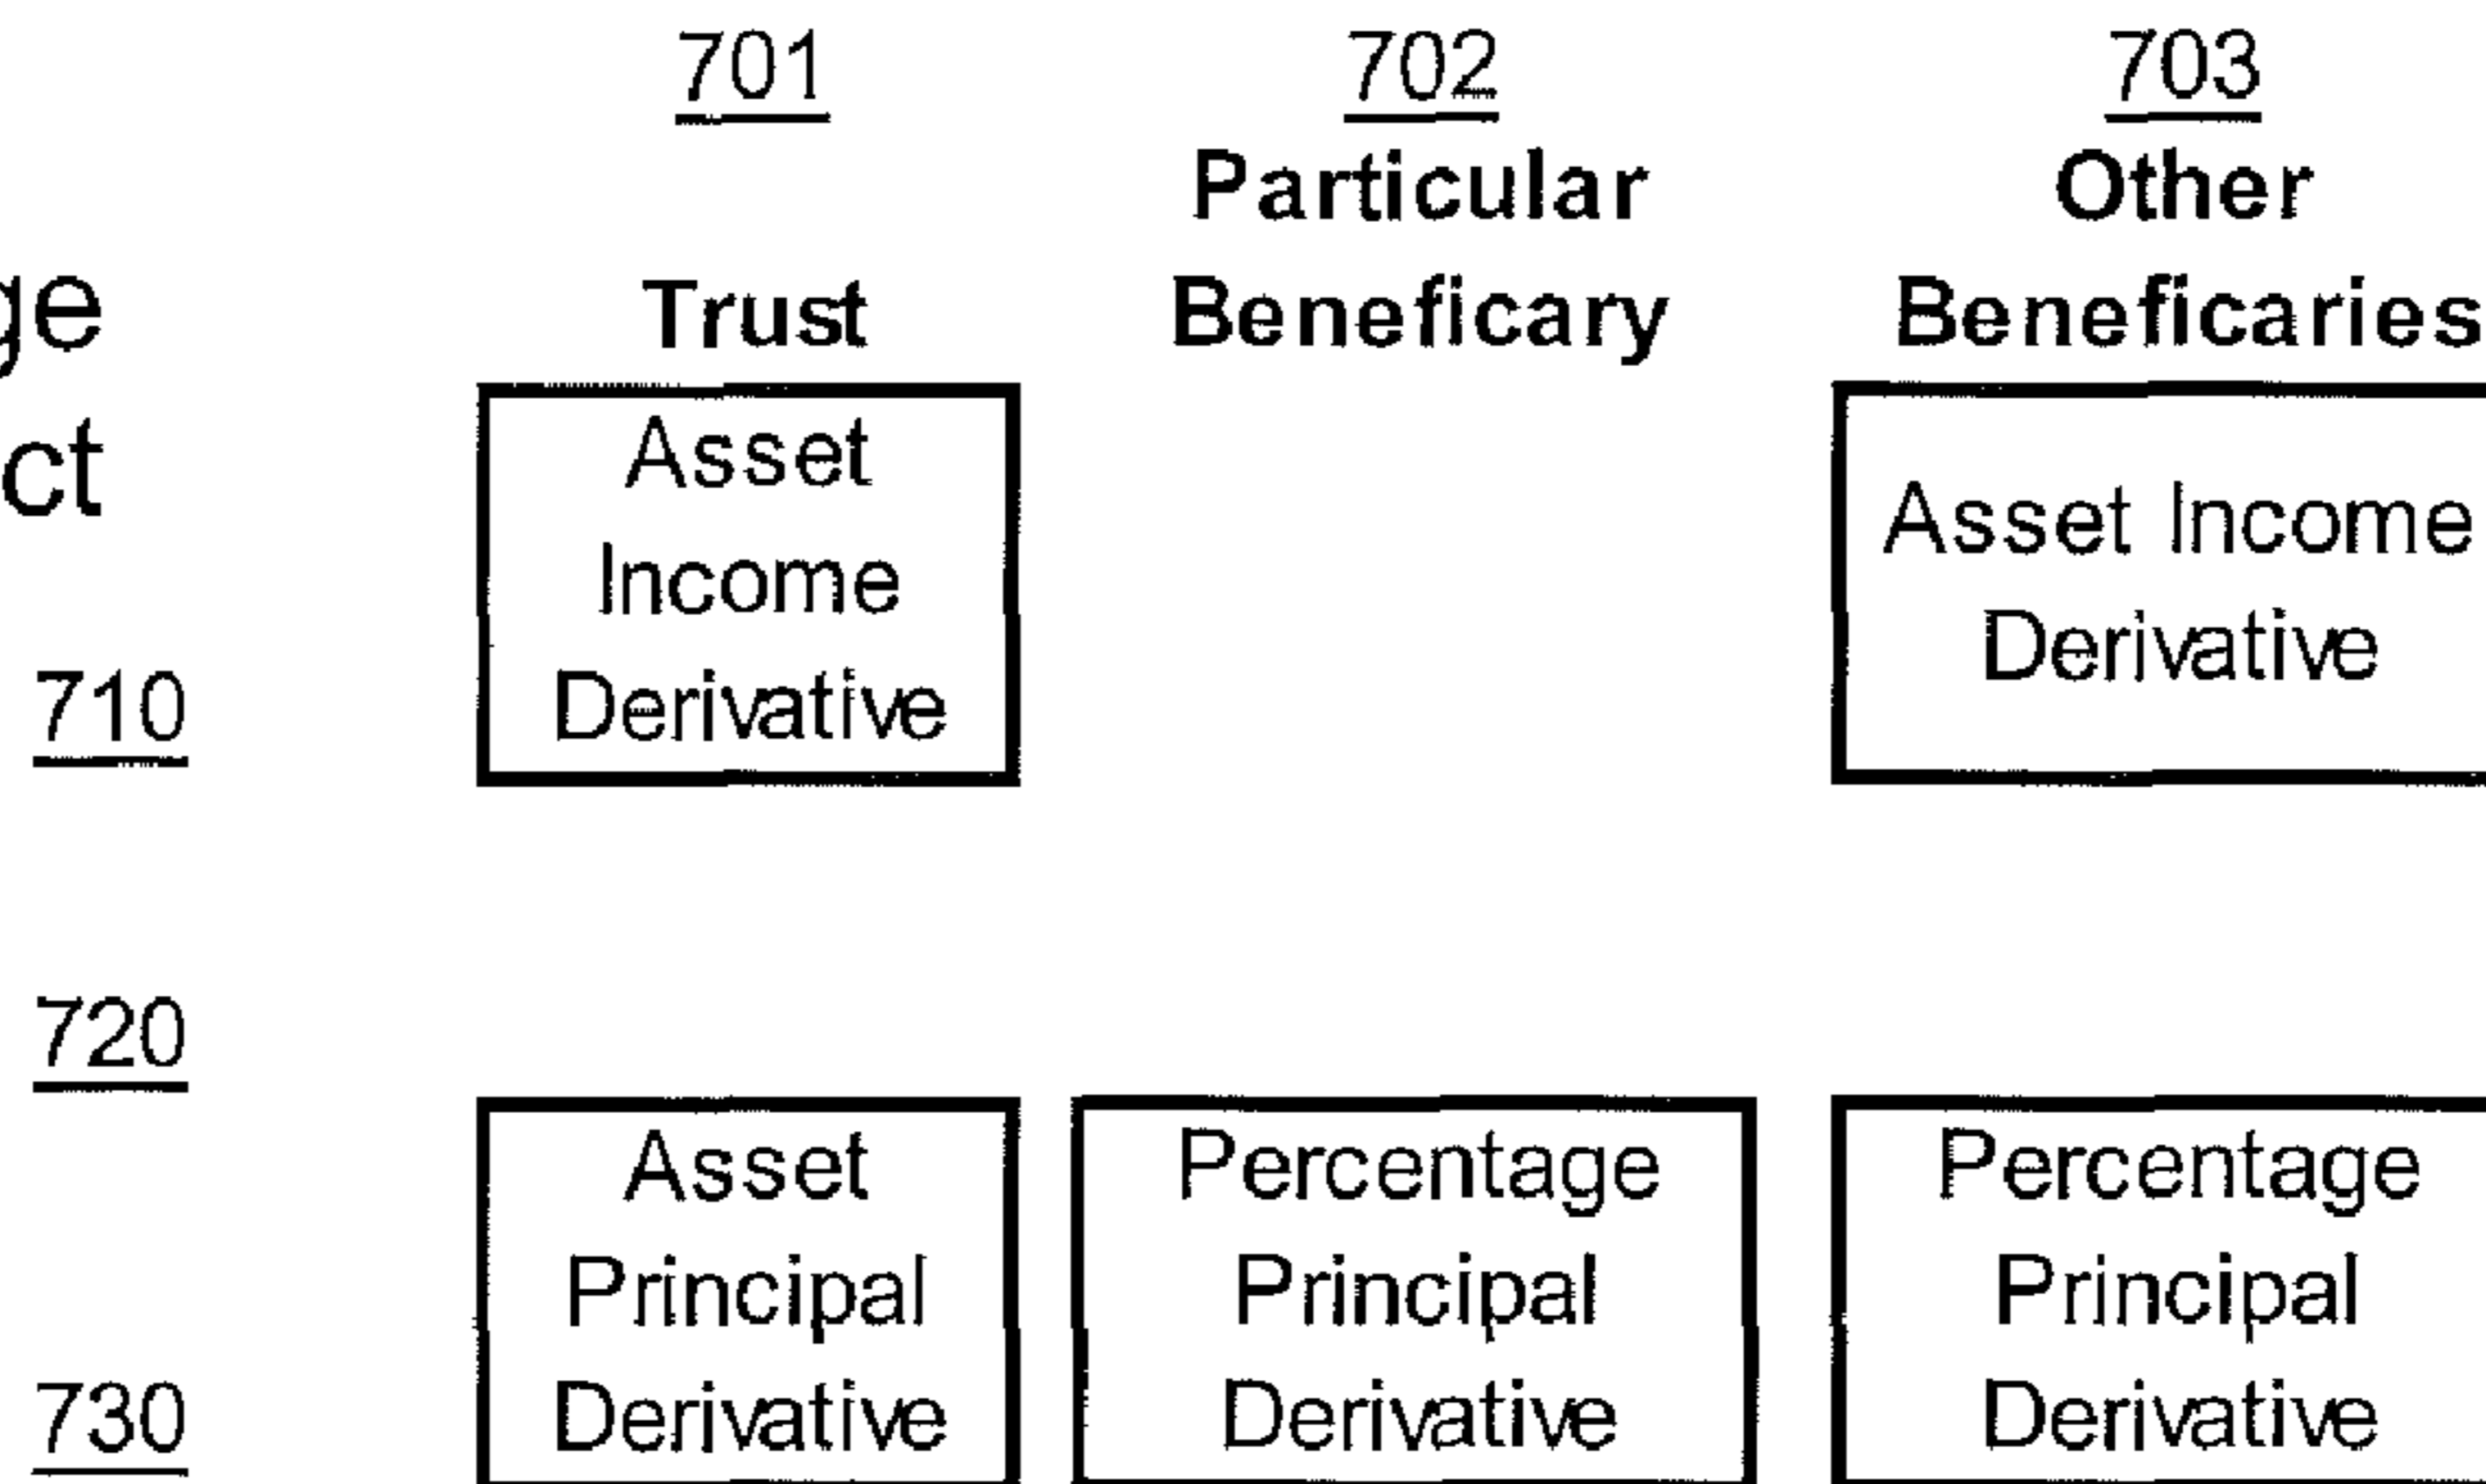 701 702 703
Particular Other
ge Trust Beneficary Beneficaries
ct Asset
Income
Derivative
Asset Income
Derivative
710
720
Asset Percentage Percentage
Principal Principal Principal
730 Derivative Derivative Derivative